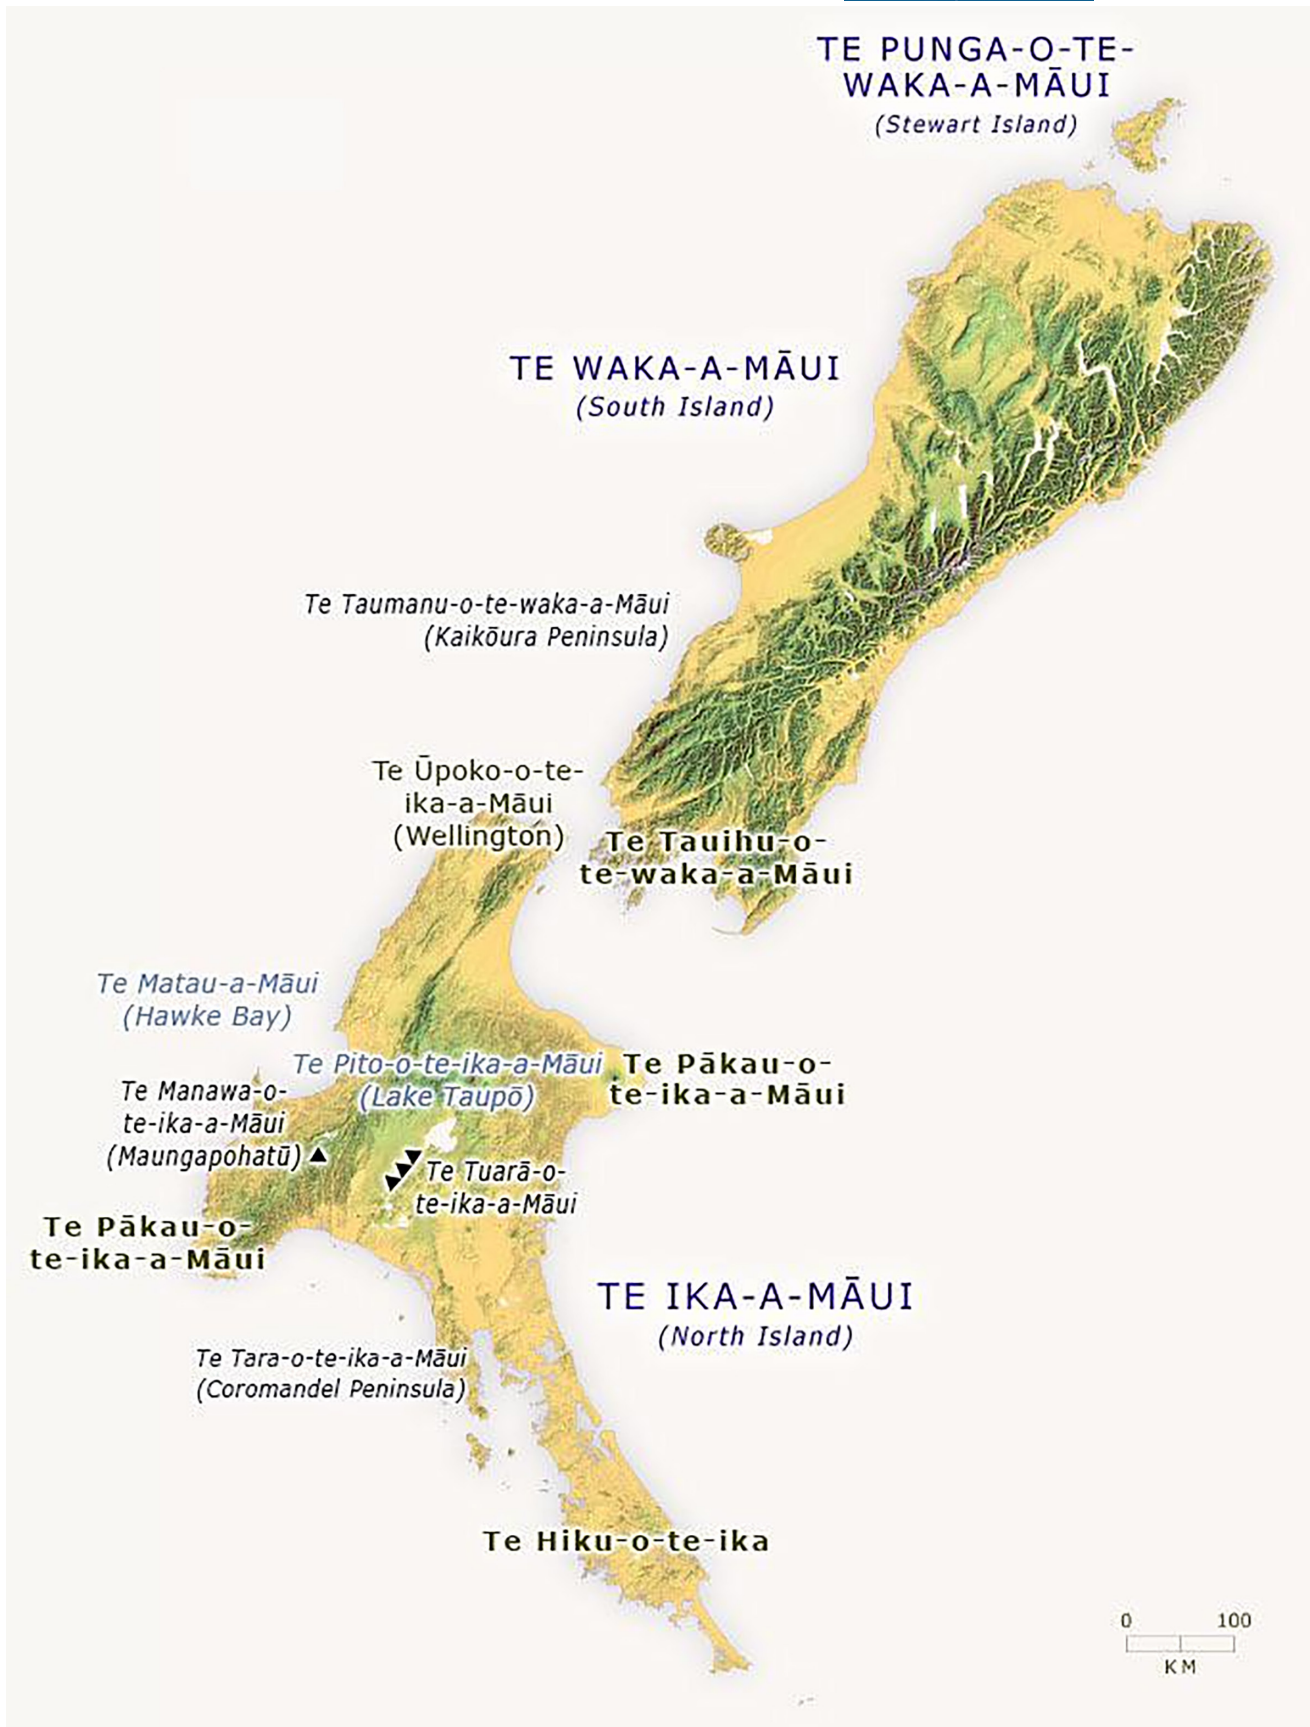 TE PUNGA-O-TE-
WAKA-A-MĀUI
(Stewart Island)
TE WAKA-A-MĀUI
(South Island)
Te Taumanu-o-te-waka-a-Māui
(Kaikōura Peninsula)
Te Ūpoko-o-te-
ika-a-Māui
(Wellington)
Te Tauihu-o-
te-waka-a-Māui
Te Matau-a-Māui
(Hawke Bay)
Te Pito-o-te-ika-a-Māui
(Lake Taupō)
Te Pākau-o-
te-ika-a-Māui
Te Manawa-o-
te-ika-a-Māui
(Maungapohatū)
Te Tuarā-o-
te-ika-a-Māui
Te Pākau-o-
te-ika-a-Māui
TE IKA-A-MĀUI
(North Island)
Te Tara-o-te-ika-a-Māui
(Coromandel Peninsula)
Te Hiku-o-te-ika
0 100
KM